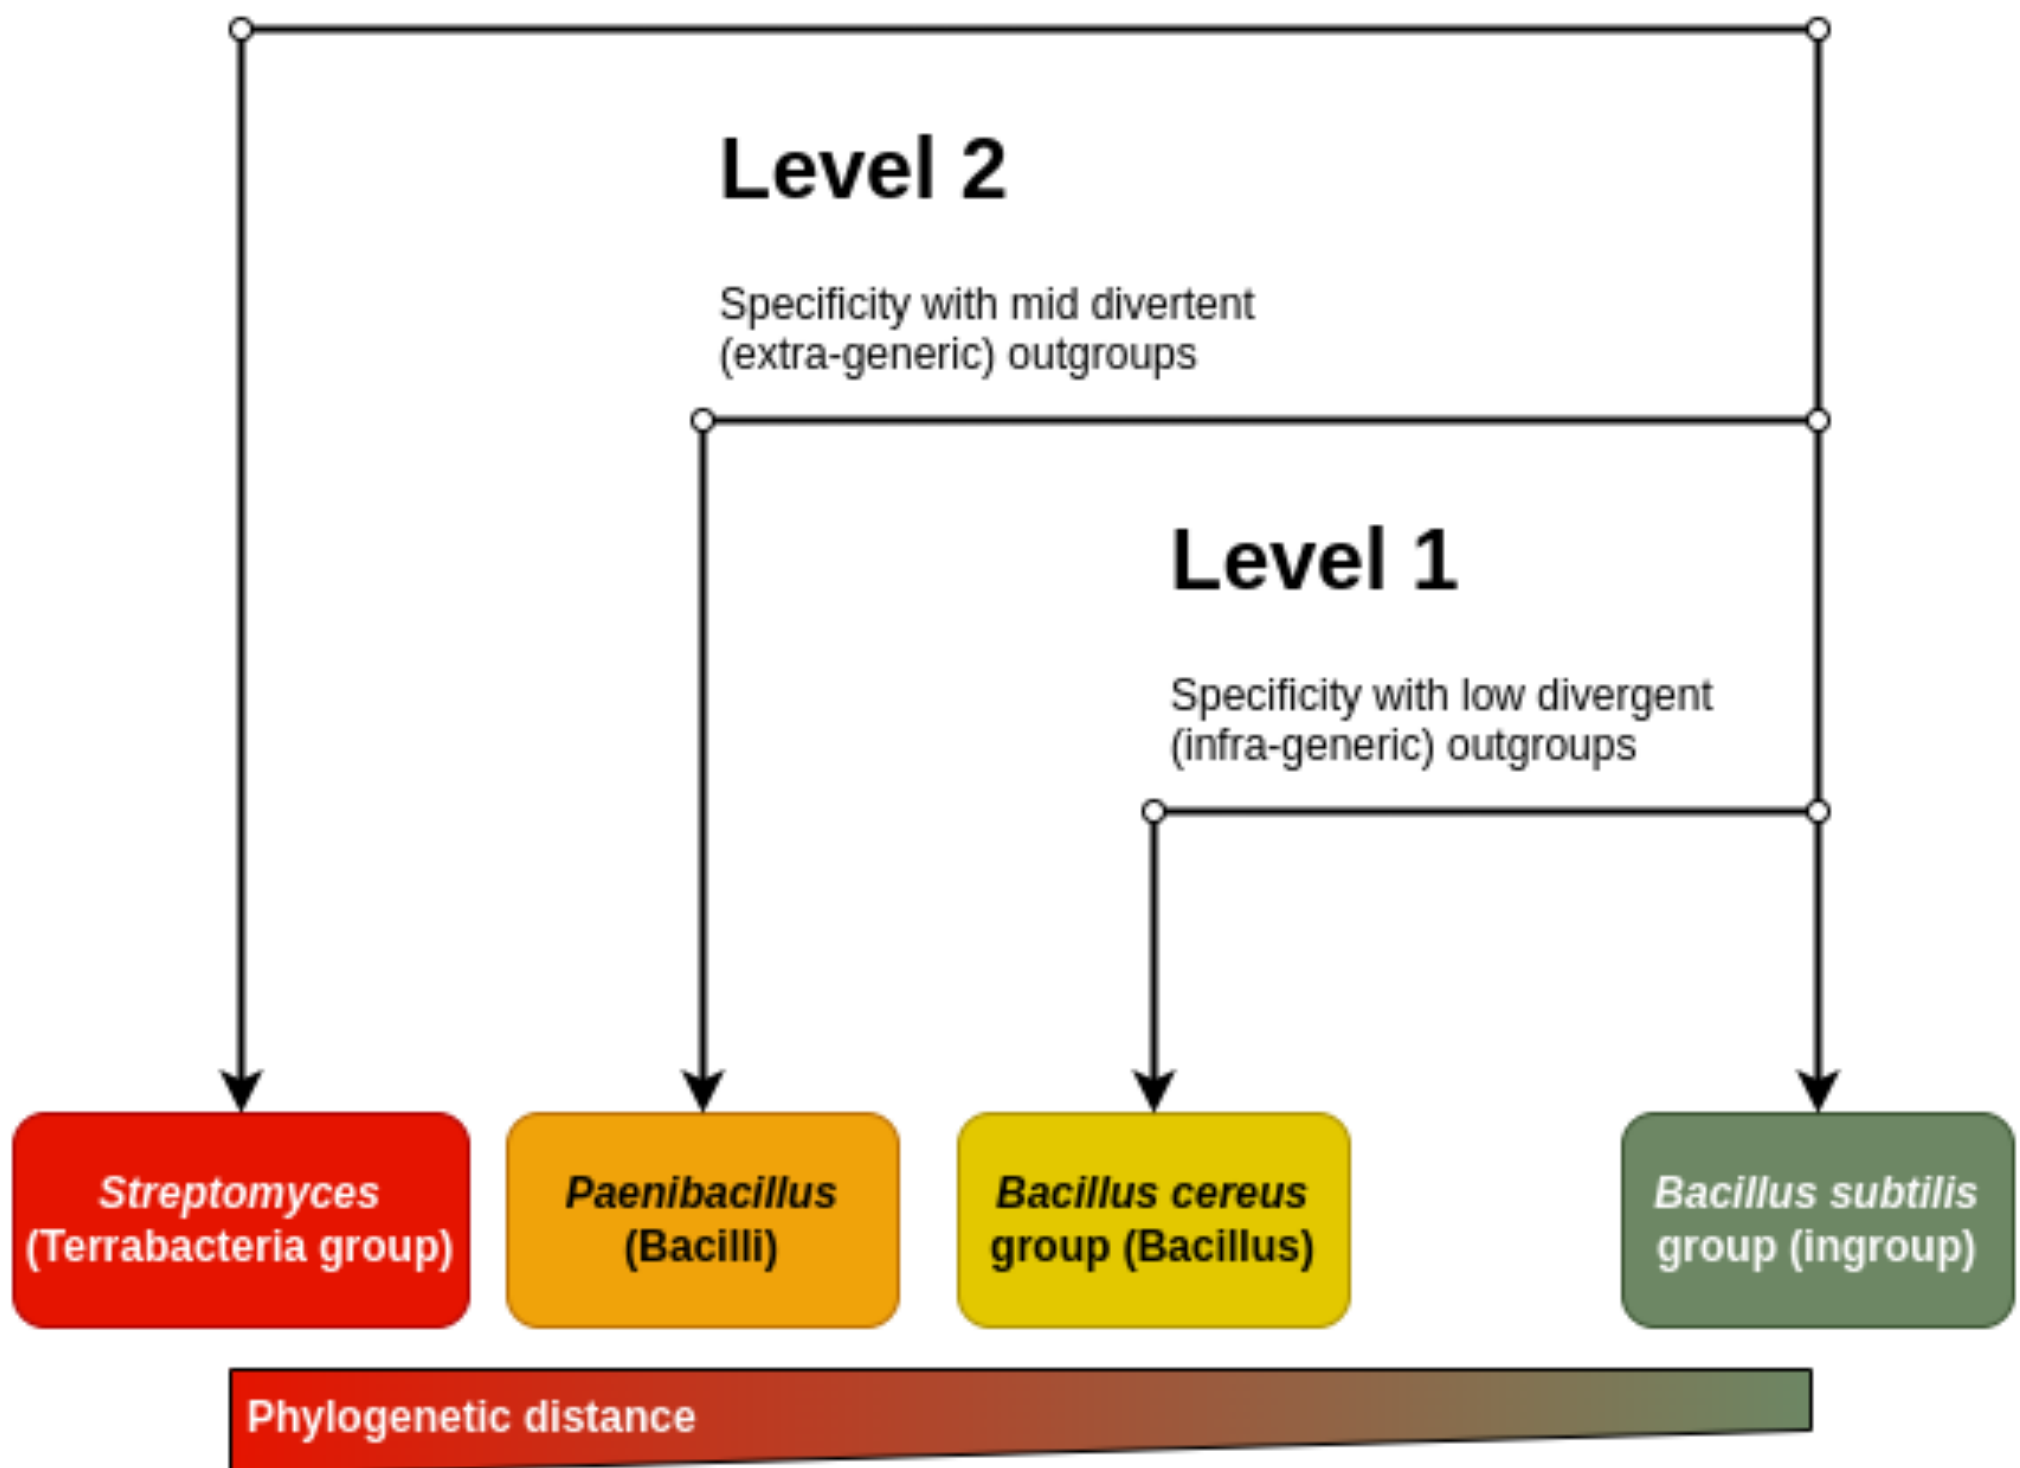 Level 2
Specificity with mid divertent
(extra-generic) outgroups
Level 1
Specificity with low divergent
(infra-generic) outgroups
Streptomyces
(Terrabacteria group)
Paenibacillus
(Bacilli)
Bacillus cereus
group (Bacillus)
Bacillus subtilis
group (ingroup)
Phylogenetic distance